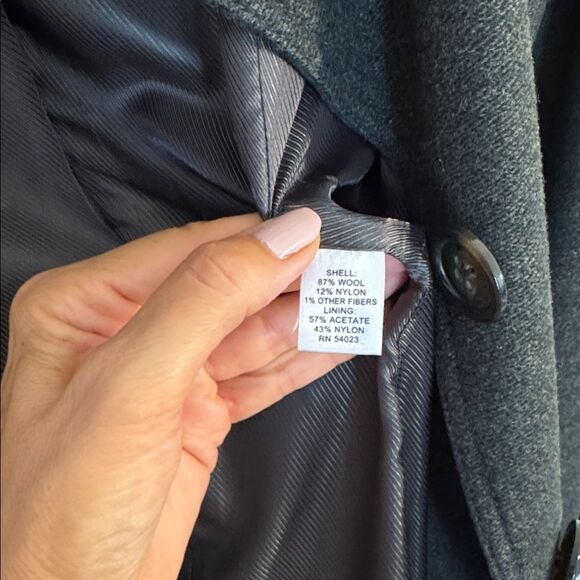 SHELL:
87% WOOL
12% NYLON
1% OTHER FIBERS
LINING:
57% ACETATE
43% NYLON
RN 54023